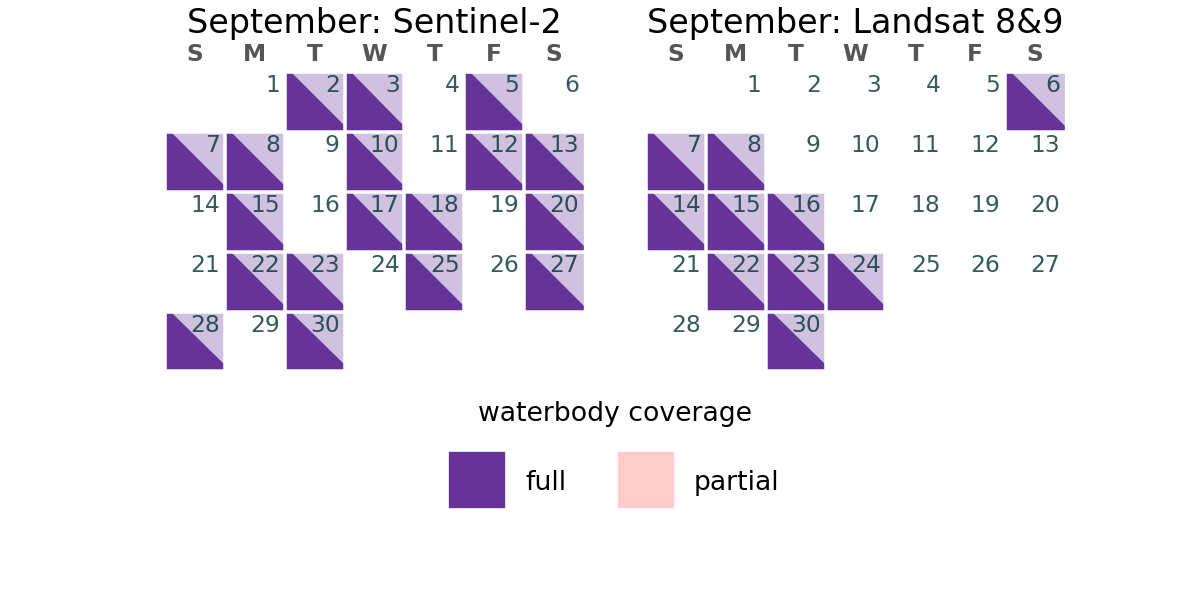 September: Sentinel-2
S M T W T F S
1 2 3 4 5 6
7 8 9 10 11 12 13
14 15 16 17 18 19 20
21 22 23 24 25 26 27
28 29 30
September: Landsat 8&9
S M T W T F S
1 2 3 4 5 6
7 8 9 10 11 12 13
14 15 16 17 18 19 20
21 22 23 24 25 26 27
28 29 30
waterbody coverage
full partial